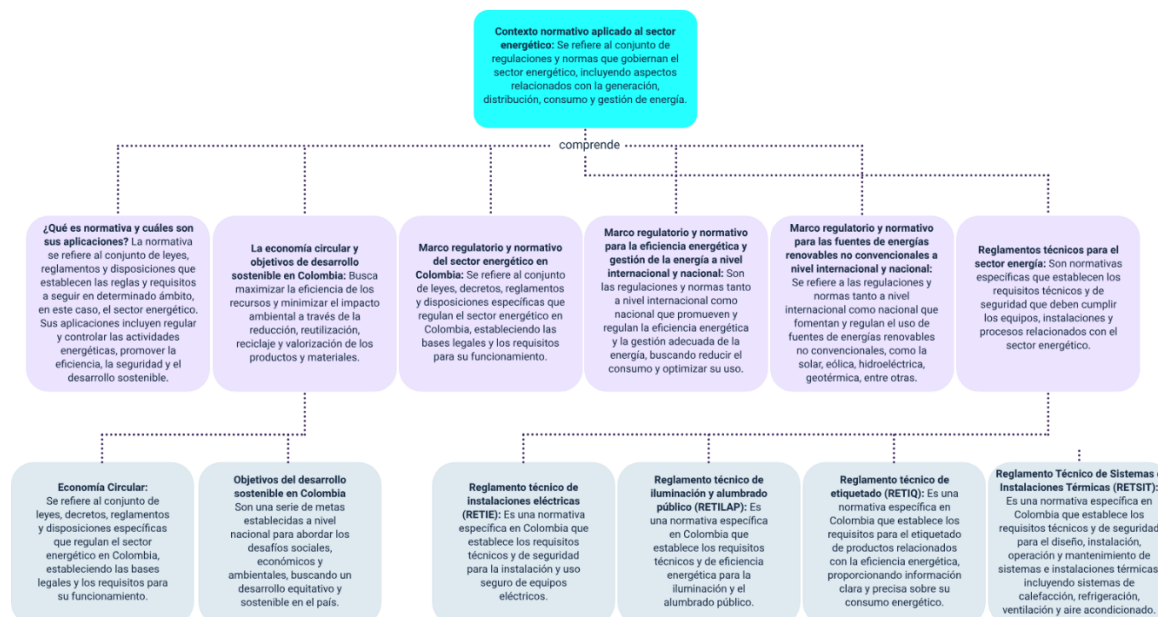 Contexto normativo aplicado al sector
energético: Se refiere al conjunto de
regulaciones y normas que gobiernan el
sector energético, incluyendo aspectos
relacionados con la generación,
distribución, consumo y gestión de energía.
comprende
¿Qué es normativa y cuáles son
sus aplicaciones? La normativa
se refiere al conjunto de leyes,
reglamentos y disposiciones que
establecen las reglas y requisitos
a seguir en determinado ámbito,
en este caso, el sector energético.
Sus aplicaciones incluyen regular
y controlar las actividades
energéticas, promover la
eficiencia, la seguridad y el
desarrollo sostenible.
La economía circular y
objetivos de desarrollo
sostenible en Colombia: Busca
maximizar la eficiencia de los
recursos y minimizar el impacto
ambiental a través de la
reducción, reutilización,
reciclaje y valorización de los
productos y materiales.
Marco regulatorio y normativo
del sector energético en
Colombia: Se refiere al conjunto
de leyes, decretos, reglamentos
y disposiciones específicas que
regulan el sector energético en
Colombia, estableciendo las
bases legales y los requisitos
para su funcionamiento.
Marco regulatorio y normativo
para la eficiencia energética y
gestión de la energía a nivel
internacional y nacional: Son
las regulaciones y normas tanto
a nivel internacional como
nacional que promueven y
regulan la eficiencia energética
y la gestión adecuada de la
energía, buscando reducir el
consumo y optimizar su uso.
Marco regulatorio y normativo
para las fuentes de energías
renovables no convencionales a
nivel internacional y nacional:
Se refiere a las regulaciones y
normas tanto a nivel
internacional como nacional que
fomentan y regulan el uso de
fuentes de energías renovables
no convencionales, como la
solar, eólica, hidroeléctrica,
geotérmica, entre otras.
Reglamentos técnicos para el
sector energía: Son normativas
específicas que establecen los
requisitos técnicos y de
seguridad que deben cumplir
los equipos, instalaciones y
procesos relacionados con el
sector energético.
Economía Circular:
Se refiere al conjunto de
leyes, decretos, reglamentos
y disposiciones específicas
que regulan el sector
energético en Colombia,
estableciendo las bases
legales y los requisitos para
su funcionamiento.
Objetivos del desarrollo
sostenible en Colombia
Son una serie de metas
establecidas a nivel
nacional para abordar los
desafíos sociales,
económicos y
ambientales, buscando un
desarrollo equitativo y
sostenible en el país.
Reglamento técnico de
instalaciones eléctricas
(RETIE): Es una normativa
específica en Colombia que
establece los requisitos
técnicos y de seguridad
para la instalación y uso
seguro de equipos
eléctricos.
Reglamento técnico de
iluminación y alumbrado
público (RETILAP): Es
una normativa específica
en Colombia que
establece los requisitos
técnicos y de eficiencia
energética para la
iluminación y el
alumbrado público.
Reglamento técnico de
etiquetado (RETIQ): Es una
normativa específica en
Colombia que establece los
requisitos para el etiquetado
de productos relacionados
con la eficiencia energética,
proporcionando información
clara y precisa sobre su
consumo energético.
Reglamento Técnico de Sistemas
Instalaciones Térmicas (RETSIT):
Es una normativa específica en
Colombia que establece los
requisitos técnicos y de seguridad
para el diseño, instalación,
operación y mantenimiento de
sistemas e instalaciones térmicas
incluyendo sistemas de
calefacción, refrigeración,
ventilación y aire acondicionado.